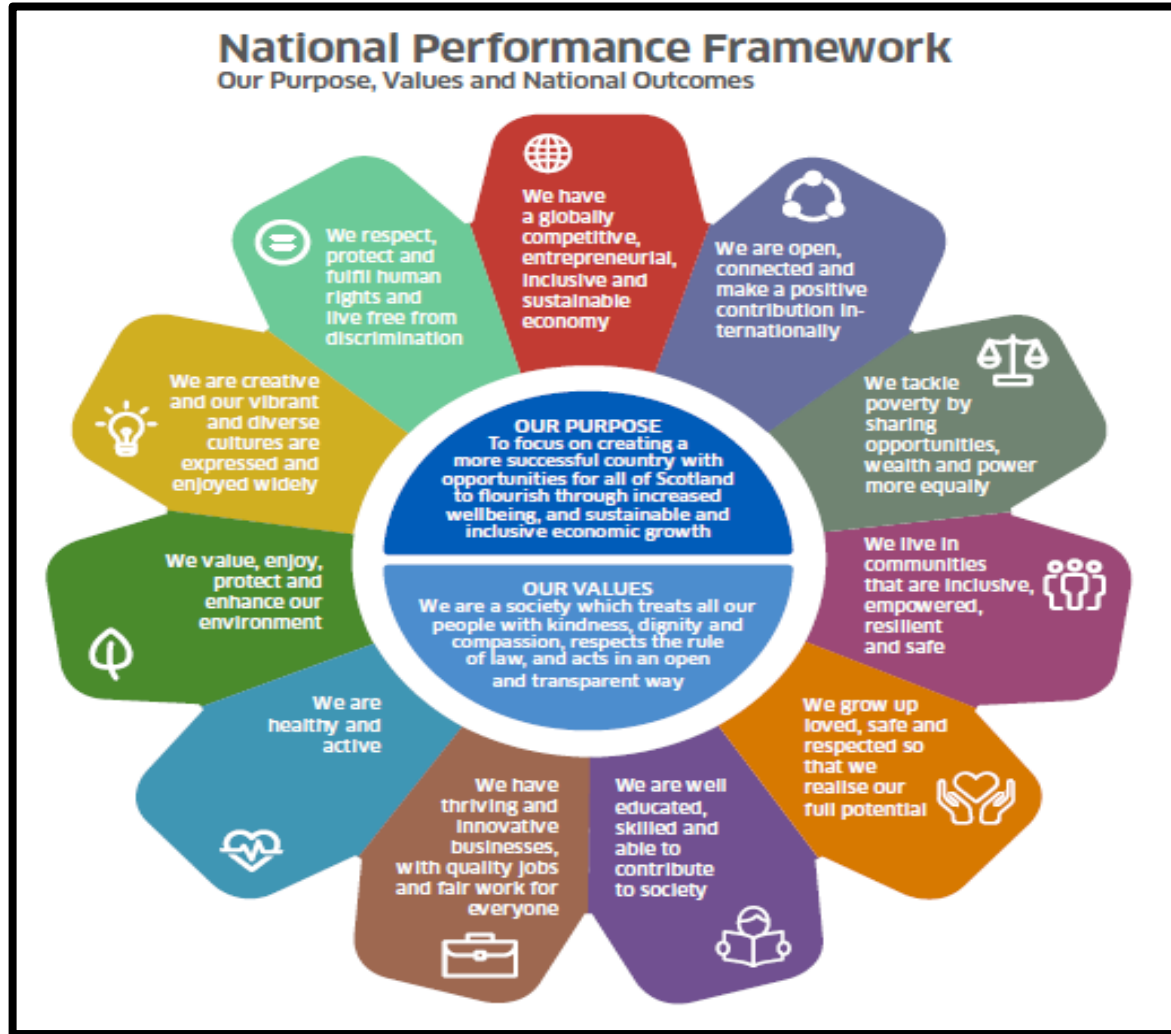 National Performance Framework
Our Purpose, Values and National Outcomes
We have
a globally
competitive,
entrepreneurial,
inclusive and
sustainable
economy
We are open,
connected and
make a positive
contribution in-
ternationally
We tackle
poverty by
sharing
opportunities,
wealth and power
more equally
We live in
communities
that are inclusive,
empowered,
resilient
and safe
We grow up
loved, safe and
respected so
that we
realise our
full potential
We are well
educated,
skilled and
able to
contribute
to society
We have
thriving and
innovative
businesses,
with quality jobs
and fair work for
everyone
We are
healthy and
active
We value, enjoy,
protect and
enhance our
environment
We are creative
and our vibrant
and diverse
cultures are
expressed and
enjoyed widely
We respect,
protect and
fulfil human
rights and
live free from
discrimination
OUR PURPOSE
To focus on creating a
more successful country with
opportunities for all of Scotland
to flourish through increased
wellbeing, and sustainable and
inclusive economic growth
OUR VALUES
We are a society which treats all our
people with kindness, dignity and
compassion, respects the rule
of law, and acts in an open
and transparent way